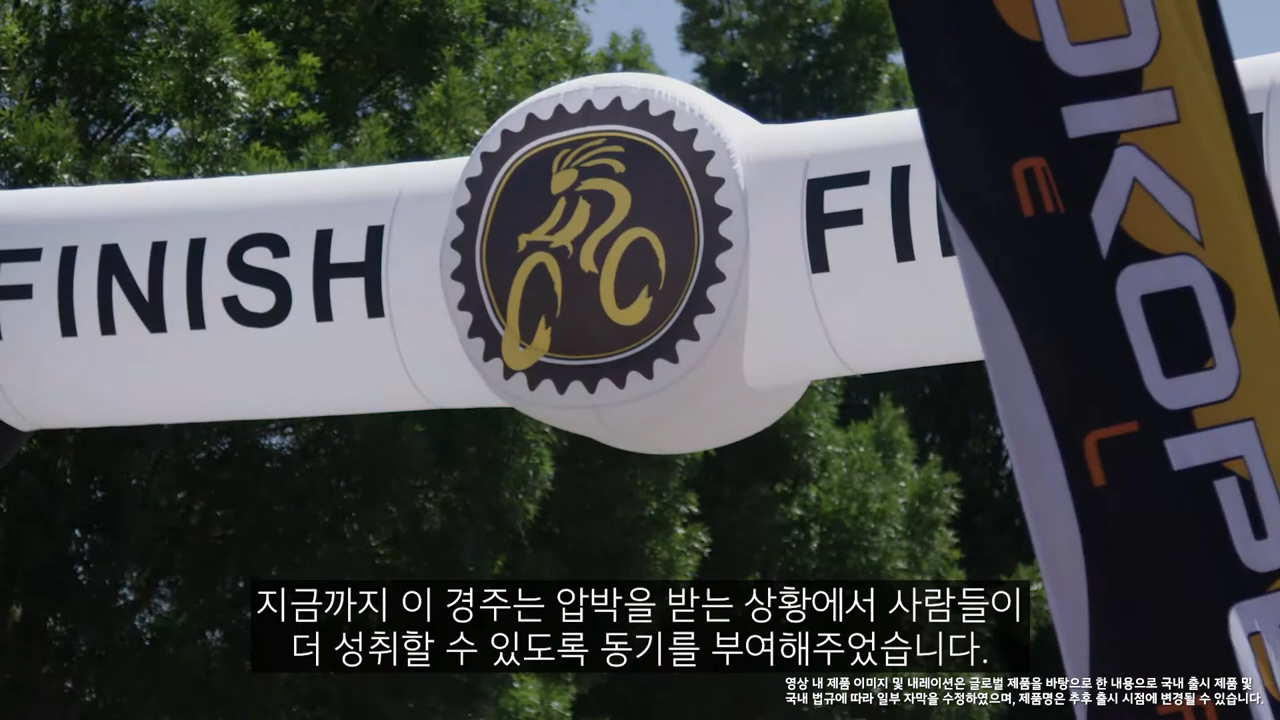 FINISH
지금까지 이 경주는 압박을 받는 상황에서 사람들이
더 성취할 수 있도록 동기를 부여해주었습니다.
영상 내 제품 이미지 및 내레이션은 글로벌 제품을 바탕으로 한 내용으로 국내 출시 제품 및
국내 법규에 따라 일부 자막을 수정하였으며, 제품명은 추후 출시 시점에 변경될 수 있습니다.